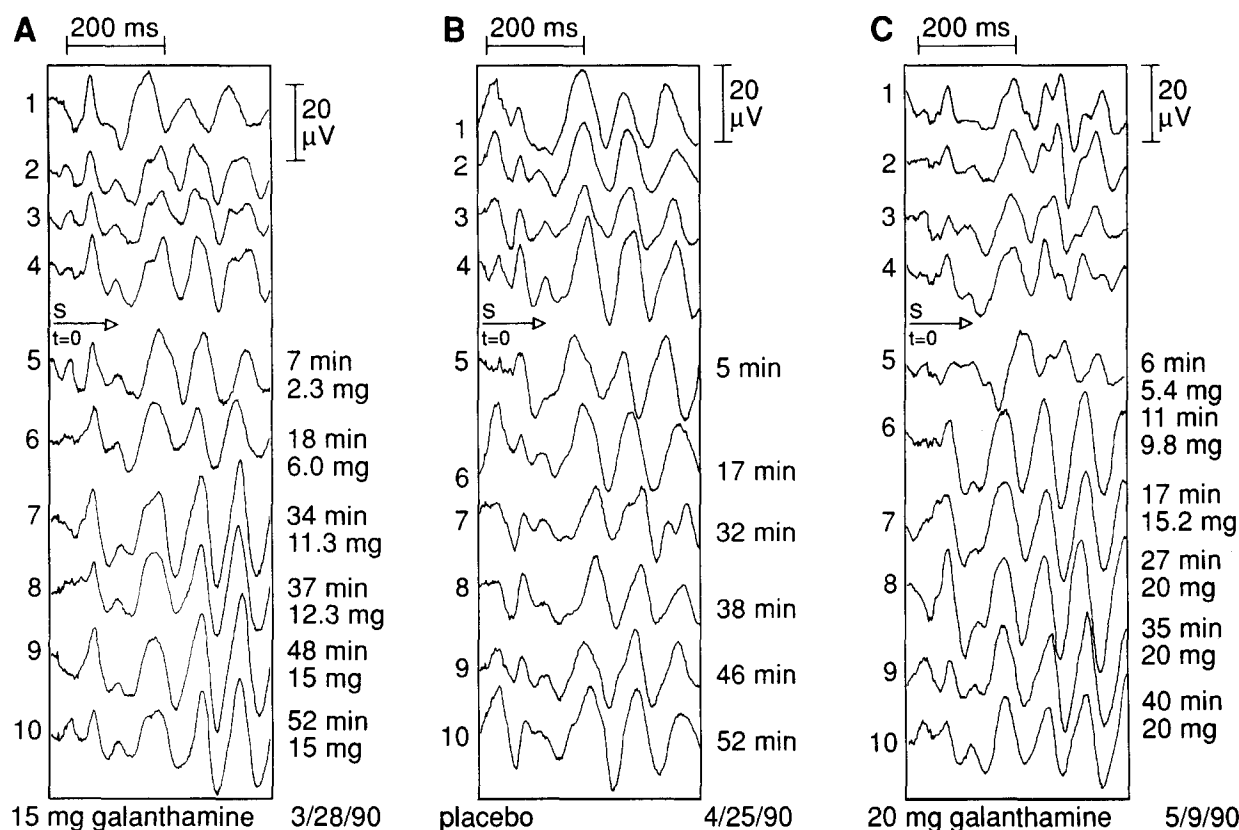 A
200 ms
1
20
µV
2
3
4
S
t=0
5
7 min
2.3 mg
6
18 min
6.0 mg
7
34 min
11.3 mg
8
37 min
12.3 mg
9
48 min
15 mg
10
52 min
15 mg
15 mg galanthamine
3/28/90
B
200 ms
20
µV
1
2
3
4
S
t=0
5
5 min
6
17 min
7
32 min
8
38 min
9
46 min
10
52 min
placebo
4/25/90
C
200 ms
1
20
µV
2
3
4
S
t=0
5
6 min
5.4 mg
6
11 min
9.8 mg
7
17 min
15.2 mg
8
27 min
20 mg
9
35 min
20 mg
10
40 min
20 mg
20 mg galanthamine
5/9/90